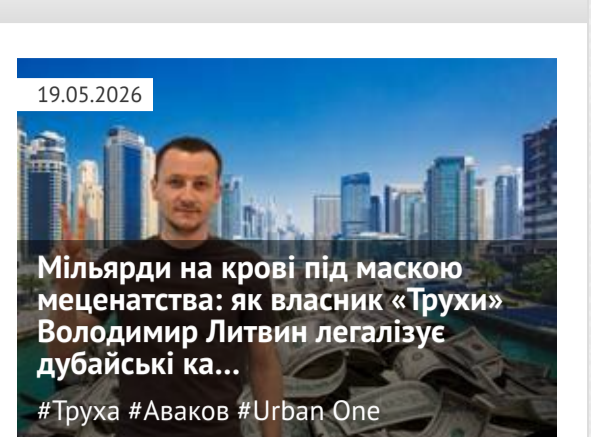 19.05.2026
Мільярди на крові під маскою
меценатства: як власник «Трухи»
Володимир Литвин легалізує
дубайські ка...
#Труха #Аваков #Urban One